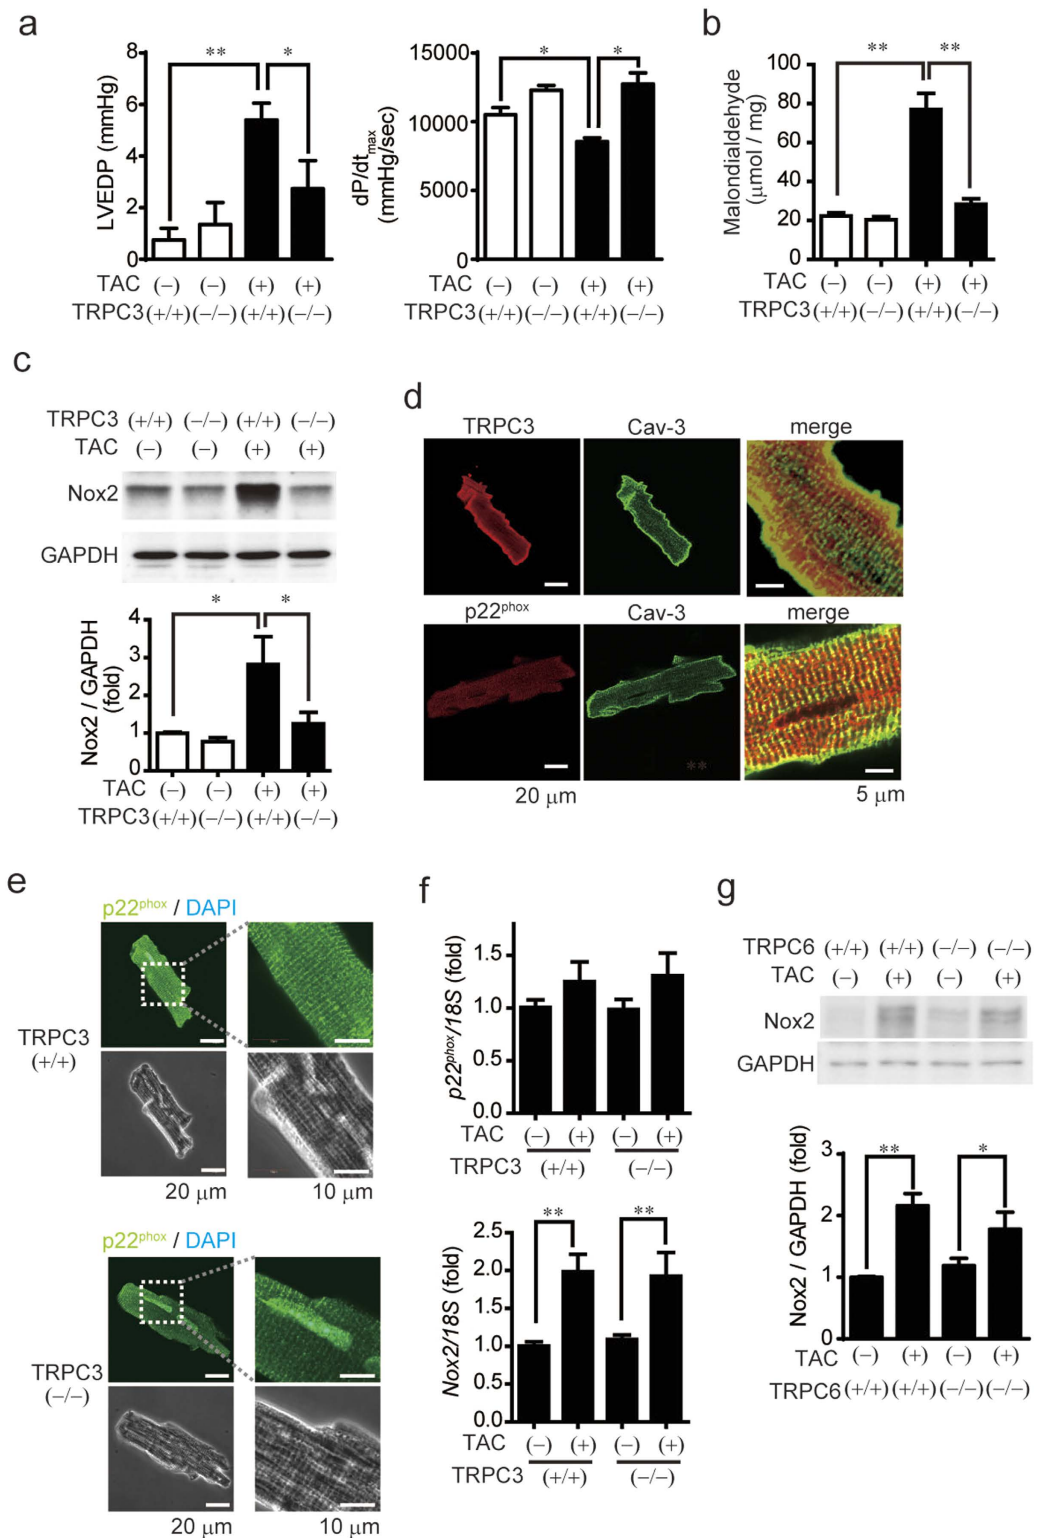 a
LVEDP (mmHg)
8
6
4
2
0
** *
TAC (–) (–) (+) (+)
TRPC3 (+/+) (–/–) (+/+) (–/–)
dP/dtmax
(mmHg/sec)
15000
10000
5000
0
* *
(–) (–) (+) (+)
(+/+) (–/–) (+/+) (–/–)
b
Malondialdehyde
(μmol / mg)
100
80
60
40
20
0
** **
TAC (–) (–) (+) (+)
TRPC3 (+/+) (–/–) (+/+) (–/–)
c
TRPC3 (+/+) (–/–) (+/+) (–/–)
TAC (–) (–) (+) (+)
Nox2
GAPDH
Nox2 / GAPDH
(fold)
4
3
2
1
0
* *
TAC (–) (–) (+) (+)
TRPC3 (+/+) (–/–) (+/+) (–/–)
d
TRPC3 Cav-3 merge
p22phox Cav-3 merge
**
20 μm 5 μm
e
p22phox / DAPI
TRPC3
(+/+)
20 μm 10 μm
p22phox / DAPI
TRPC3
(–/–)
20 μm 10 μm
f
p22phox/18S (fold)
1.5
1.0
0.5
0.0
TAC (–) (+) (–) (+)
TRPC3 (+/+) (–/–)
Nox2/18S (fold)
2.5
2.0
1.5
1.0
0.5
0.0
** **
TAC (–) (+) (–) (+)
TRPC3 (+/+) (–/–)
g
TRPC6 (+/+) (+/+) (–/–) (–/–)
TAC (–) (+) (–) (+)
Nox2
GAPDH
Nox2 / GAPDH (fold)
3
2
1
0
** *
TAC (–) (+) (–) (+)
TRPC6 (+/+) (+/+) (–/–) (–/–)